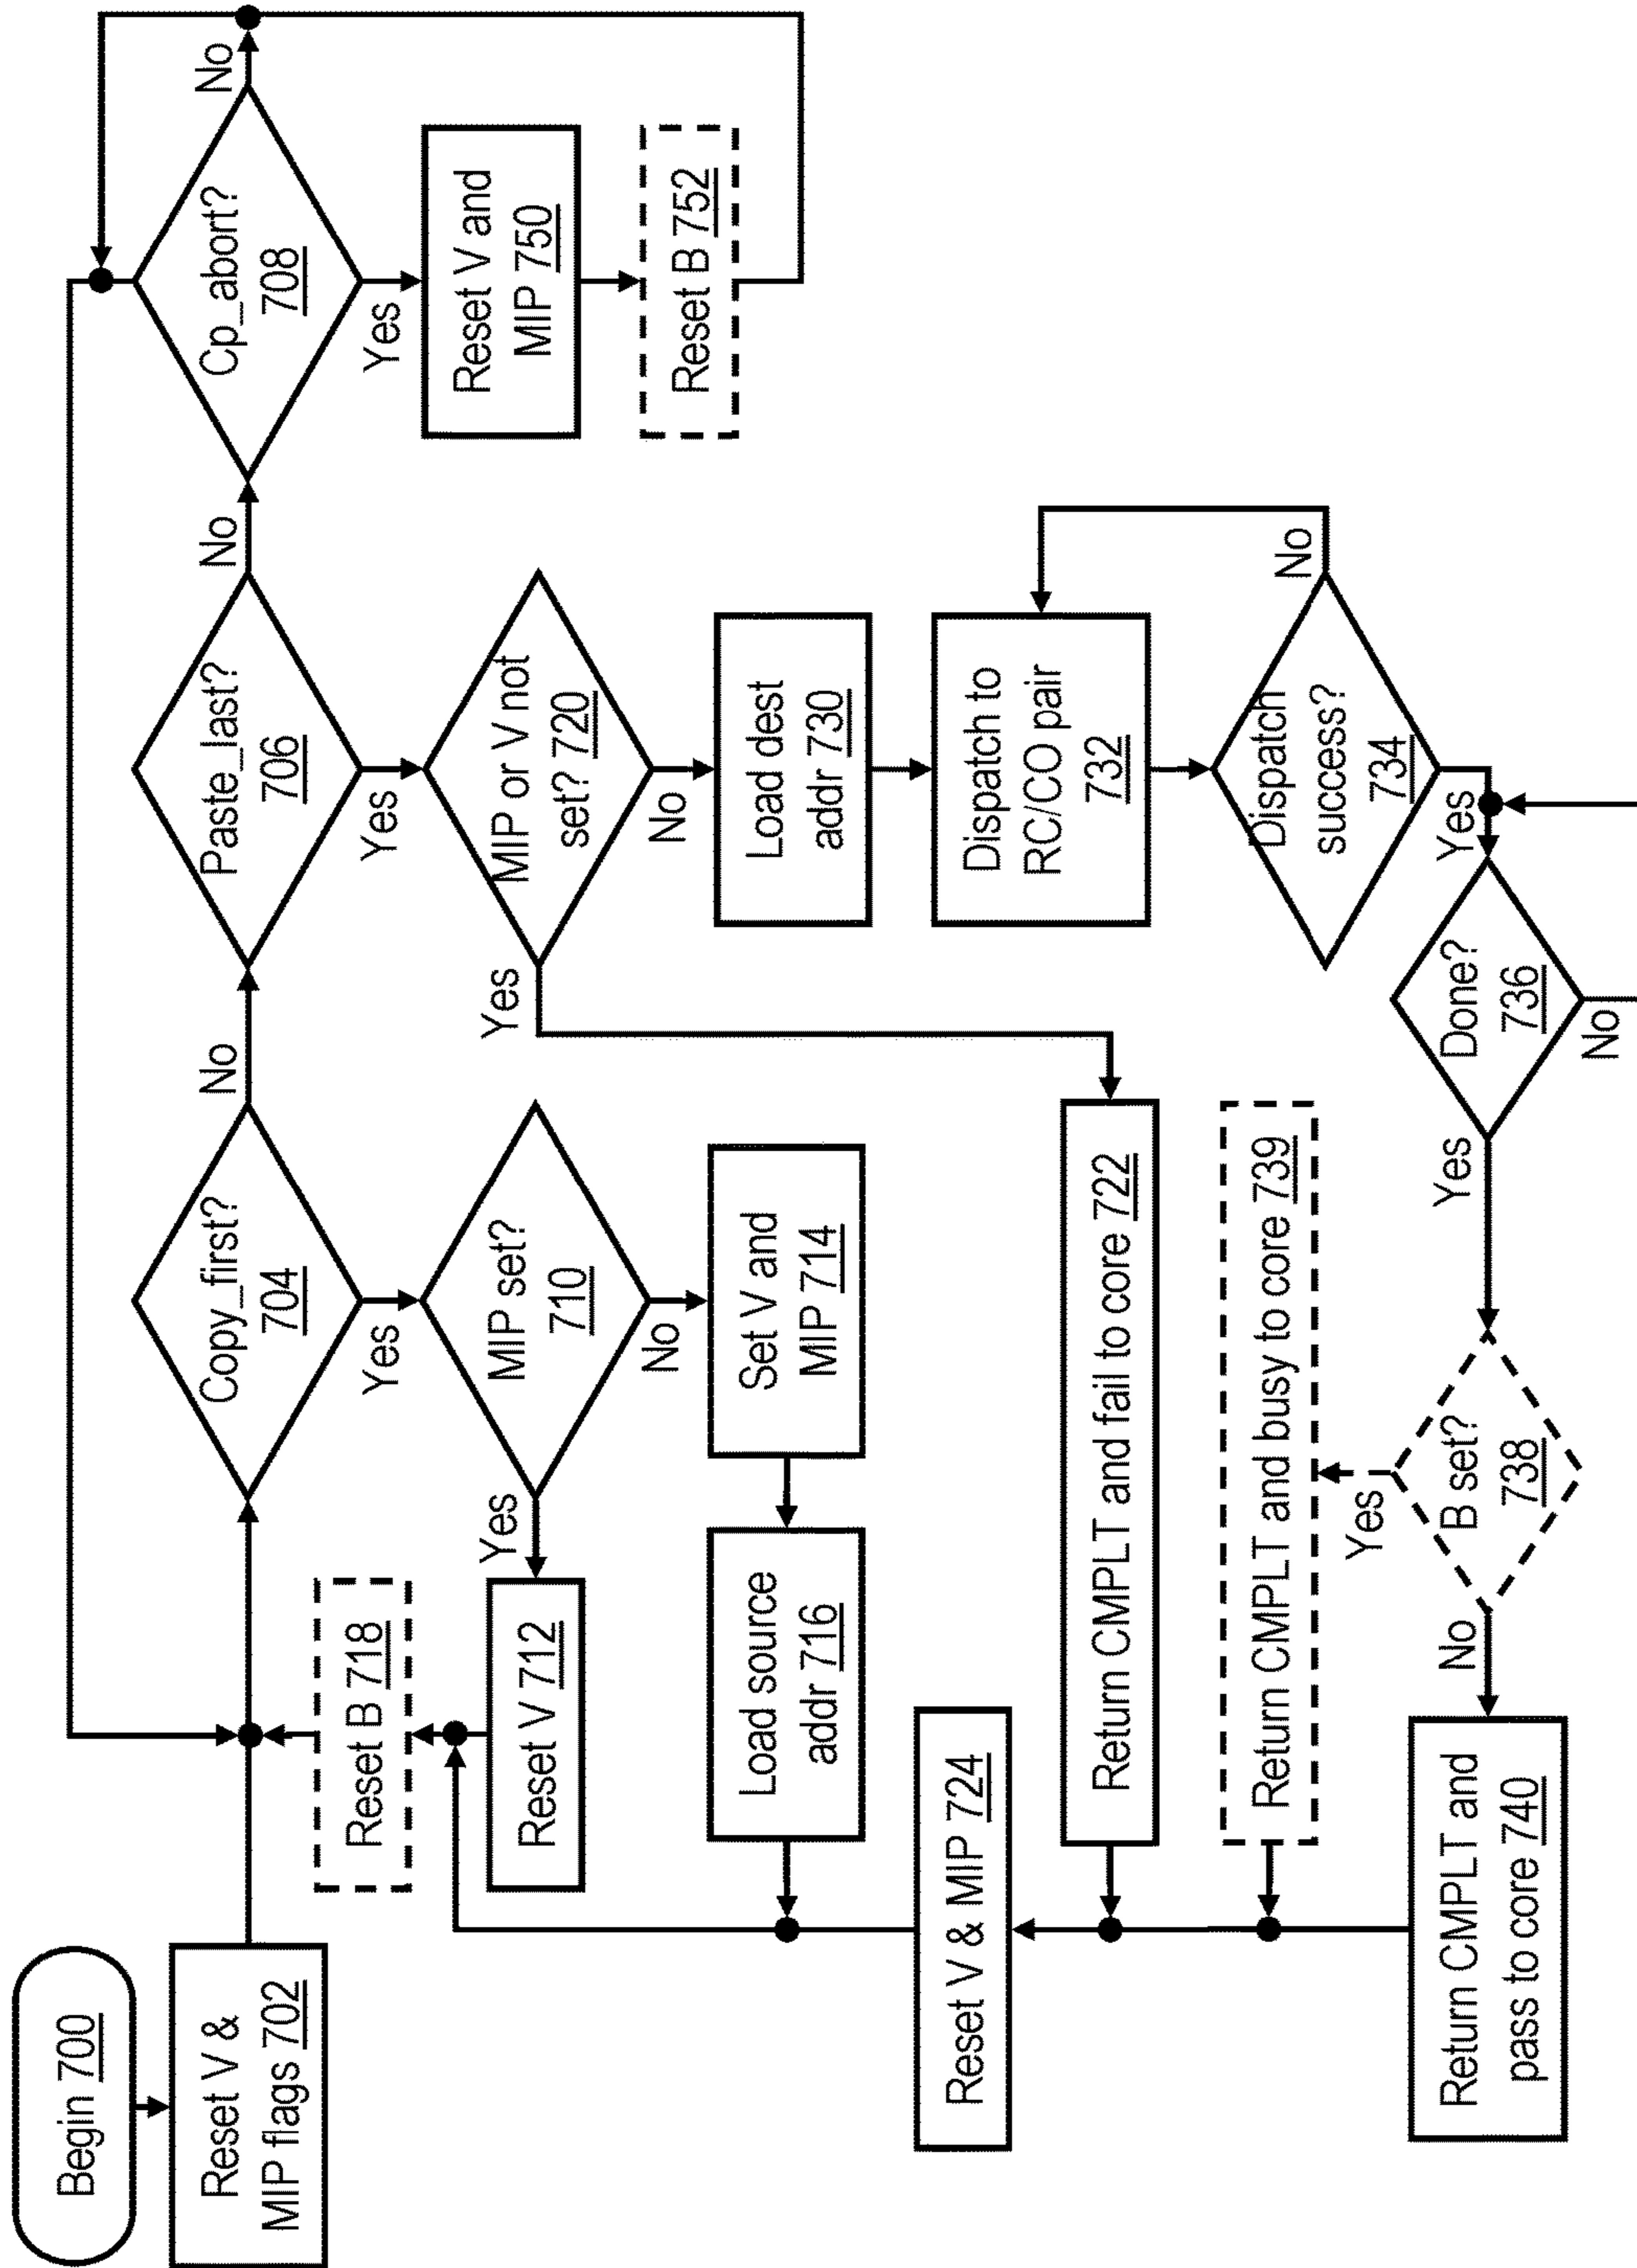 Begin 700
Reset V &
MIP flags 702
Copy_first?
704
No
Yes
Paste_last?
706
No
Yes
Cp_abort?
708
No
Yes
Reset V and
MIP 750
Reset B 752
Reset B 718
Reset V 712
Yes
MIP set?
710
No
Set V and
MIP 714
Load source
addr 716
MIP or V not
set? 720
Yes
No
Load dest
addr 730
Dispatch to
RC/CO pair
732
Dispatch
success?
734
No
Yes
Reset V & MIP 724
Return CMPLT and fail to core 722
Return CMPLT and busy to core 739
Done?
736
Yes
No
B set?
738
Yes
No
Return CMPLT and
pass to core 740